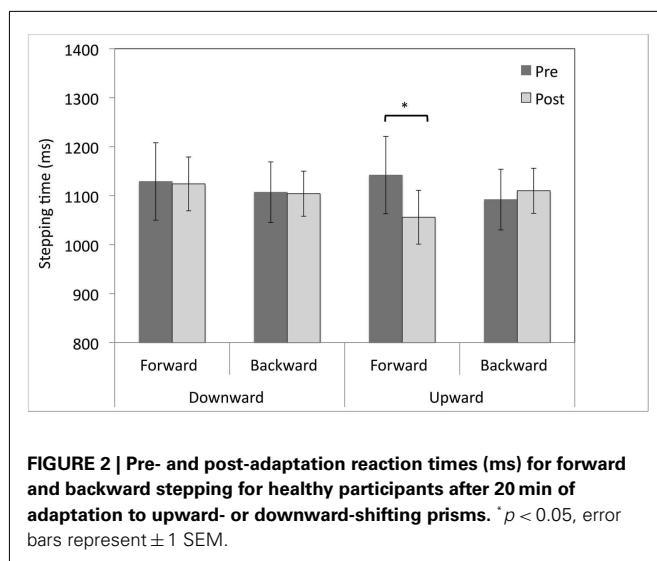 1400
1300
1200
1100
1000
900
800
Stepping time (ms)
Pre
Post
*
Forward Backward Forward Backward
Downward Upward
FIGURE 2 | Pre- and post-adaptation reaction times (ms) for forward
and backward stepping for healthy participants after 20 min of
adaptation to upward- or downward-shifting prisms. *p < 0.05, error
bars represent ± 1 SEM.